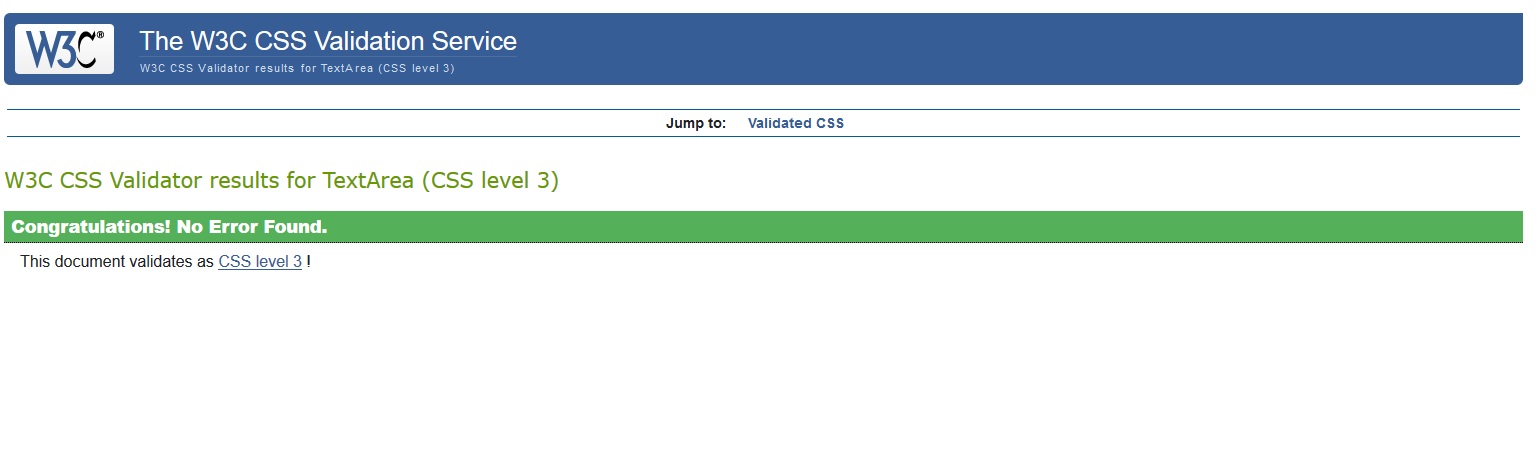 W3C® The W3C CSS Validation Service
W3C CSS Validator results for TextArea (CSS level 3)
Jump to: Validated CSS
W3C CSS Validator results for TextArea (CSS level 3)
Congratulations! No Error Found.
This document validates as CSS level 3 !